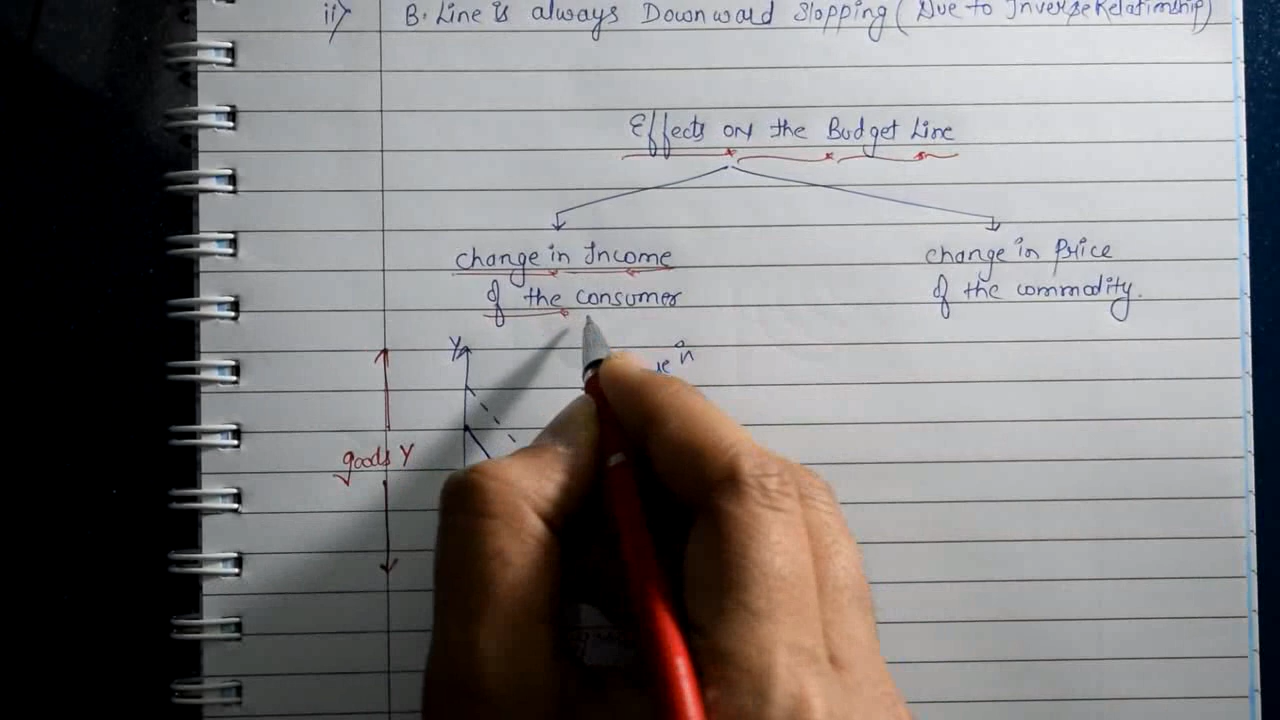 ii) B. Line is always Downward Slopping (Due to Inverse Relationship)
Effects on the Budget Line
change in Income
of the consumer
change in Price
of the commodity.
Y
goods Y